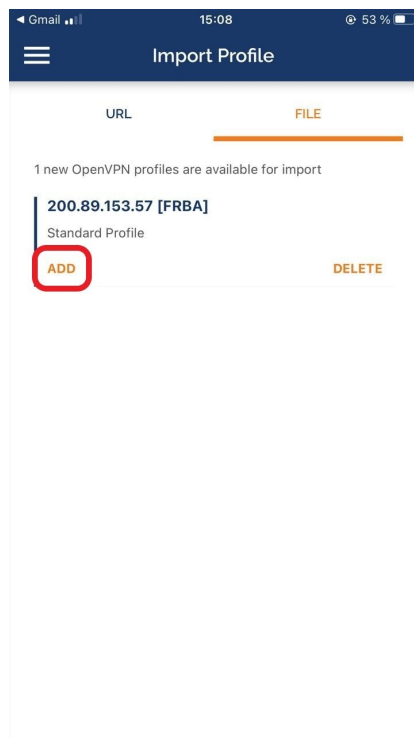 Gmail 15:08 53 %
Import Profile
URL FILE
1 new OpenVPN profiles are available for import
200.89.153.57 [FRBA]
Standard Profile
ADD DELETE